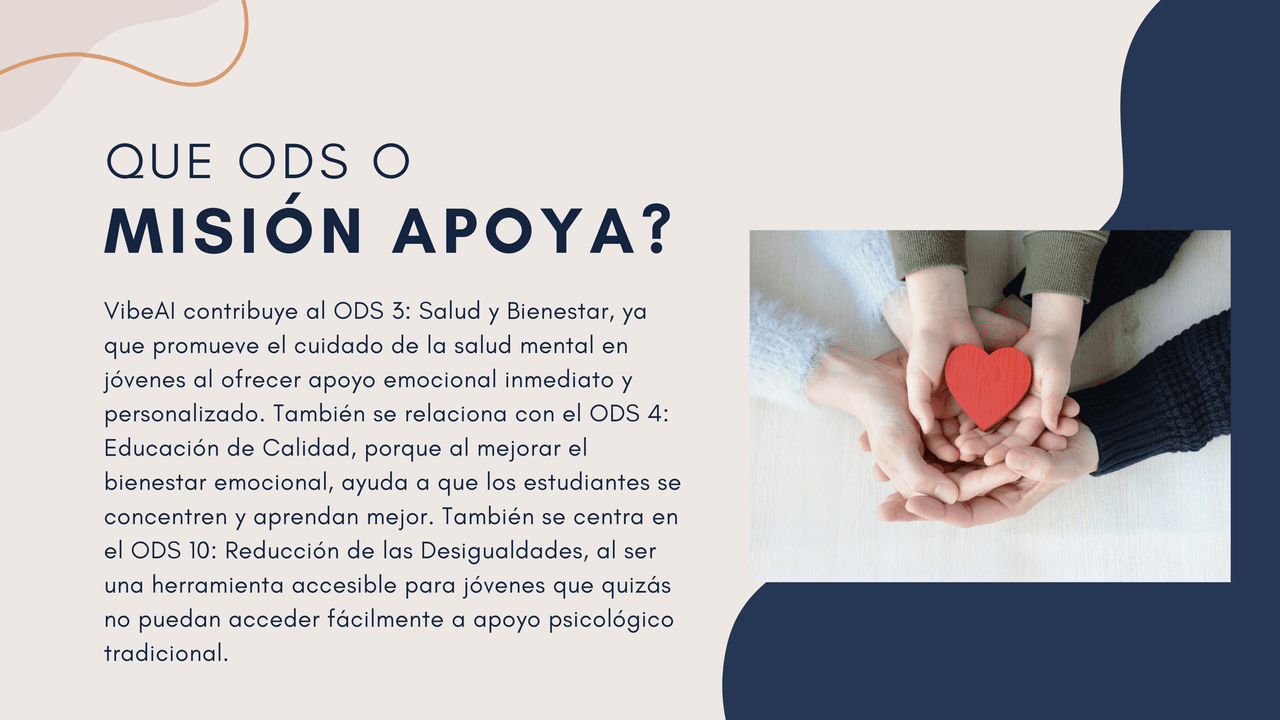 QUE ODS O
MISIÓN APOYA?
VibeAI contribuye al ODS 3: Salud y Bienestar, ya
que promueve el cuidado de la salud mental en
jóvenes al ofrecer apoyo emocional inmediato y
personalizado. También se relaciona con el ODS 4:
Educación de Calidad, porque al mejorar el
bienestar emocional, ayuda a que los estudiantes se
concentren y aprendan mejor. También se centra en
el ODS 10: Reducción de las Desigualdades, al ser
una herramienta accesible para jóvenes que quizás
no puedan acceder fácilmente a apoyo psicológico
tradicional.